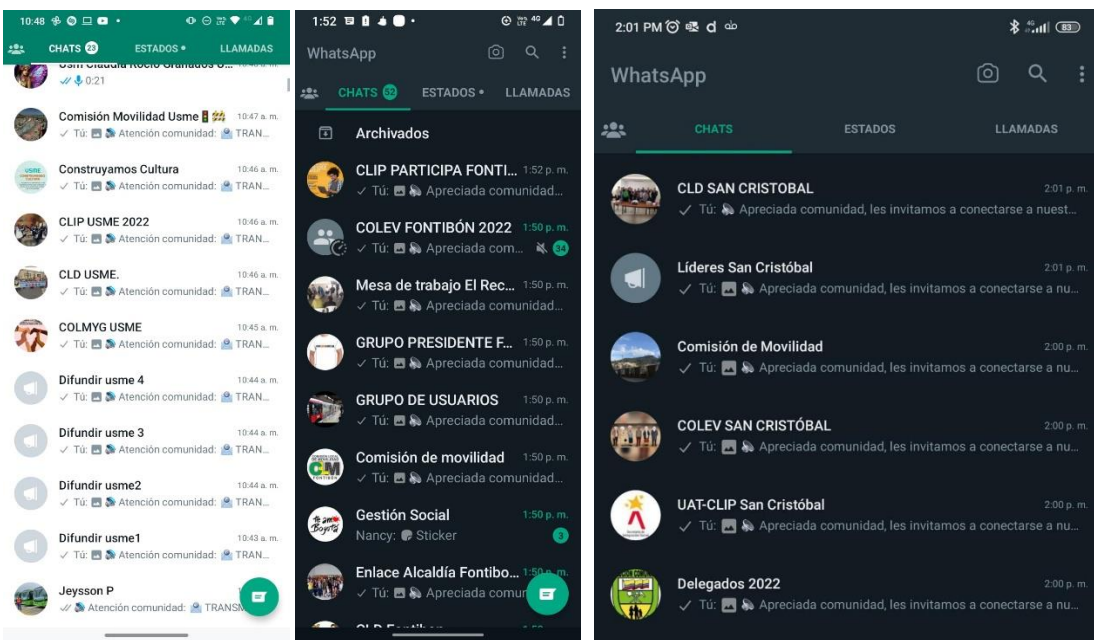 10:48
CHATS 23 ESTADOS LLAMADAS
0:21
Comisión Movilidad Usme 10:47 a. m.
Tú: Atención comunidad: TRAN...
Construyamos Cultura 10:46 a. m.
Tú: Atención comunidad: TRAN...
CLIP USME 2022 10:46 a. m.
Tú: Atención comunidad: TRAN...
CLD USME. 10:46 a. m.
Tú: Atención comunidad: TRAN...
COLMYG USME 10:45 a. m.
Tú: Atención comunidad: TRAN...
Difundir usme 4 10:44 a. m.
Tú: Atención comunidad: TRAN...
Difundir usme 3 10:44 a. m.
Tú: Atención comunidad: TRAN...
Difundir usme2 10:44 a. m.
Tú: Atención comunidad: TRAN...
Difundir usme1 10:43 a. m.
Tú: Atención comunidad: TRAN...
Jeysson P
Atención comunidad: TRANSM
1:52 4G
WhatsApp
CHATS 52 ESTADOS LLAMADAS
Archivados
CLIP PARTICIPA FONTI... 1:52 p. m.
Tú: Apreciada comunidad...
COLEV FONTIBÓN 2022 1:50 p. m.
Tú: Apreciada com... 34
Mesa de trabajo El Rec... 1:50 p. m.
Tú: Apreciada comunidad...
GRUPO PRESIDENTE F... 1:50 p. m.
Tú: Apreciada comunidad...
GRUPO DE USUARIOS 1:50 p. m.
Tú: Apreciada comunidad...
Comisión de movilidad 1:50 p. m.
Tú: Apreciada comunidad...
Gestión Social 1:50 p. m.
Nancy: Sticker 3
Enlace Alcaldía Fontibo... 1:50 p. m.
Tú: Apreciada comun
2:01 PM 4G 83
WhatsApp
CHATS ESTADOS LLAMADAS
CLD SAN CRISTOBAL 2:01 p. m.
Tú: Apreciada comunidad, les invitamos a conectarse a nuest...
Líderes San Cristóbal 2:01 p. m.
Tú: Apreciada comunidad, les invitamos a conectarse a nu...
Comisión de Movilidad 2:00 p. m.
Tú: Apreciada comunidad, les invitamos a conectarse a nu...
COLEV SAN CRISTÓBAL 2:00 p. m.
Tú: Apreciada comunidad, les invitamos a conectarse a nu...
UAT-CLIP San Cristóbal 2:00 p. m.
Tú: Apreciada comunidad, les invitamos a conectarse a nu...
Delegados 2022 2:00 p. m.
Tú: Apreciada comunidad, les invitamos a conectarse a nu...